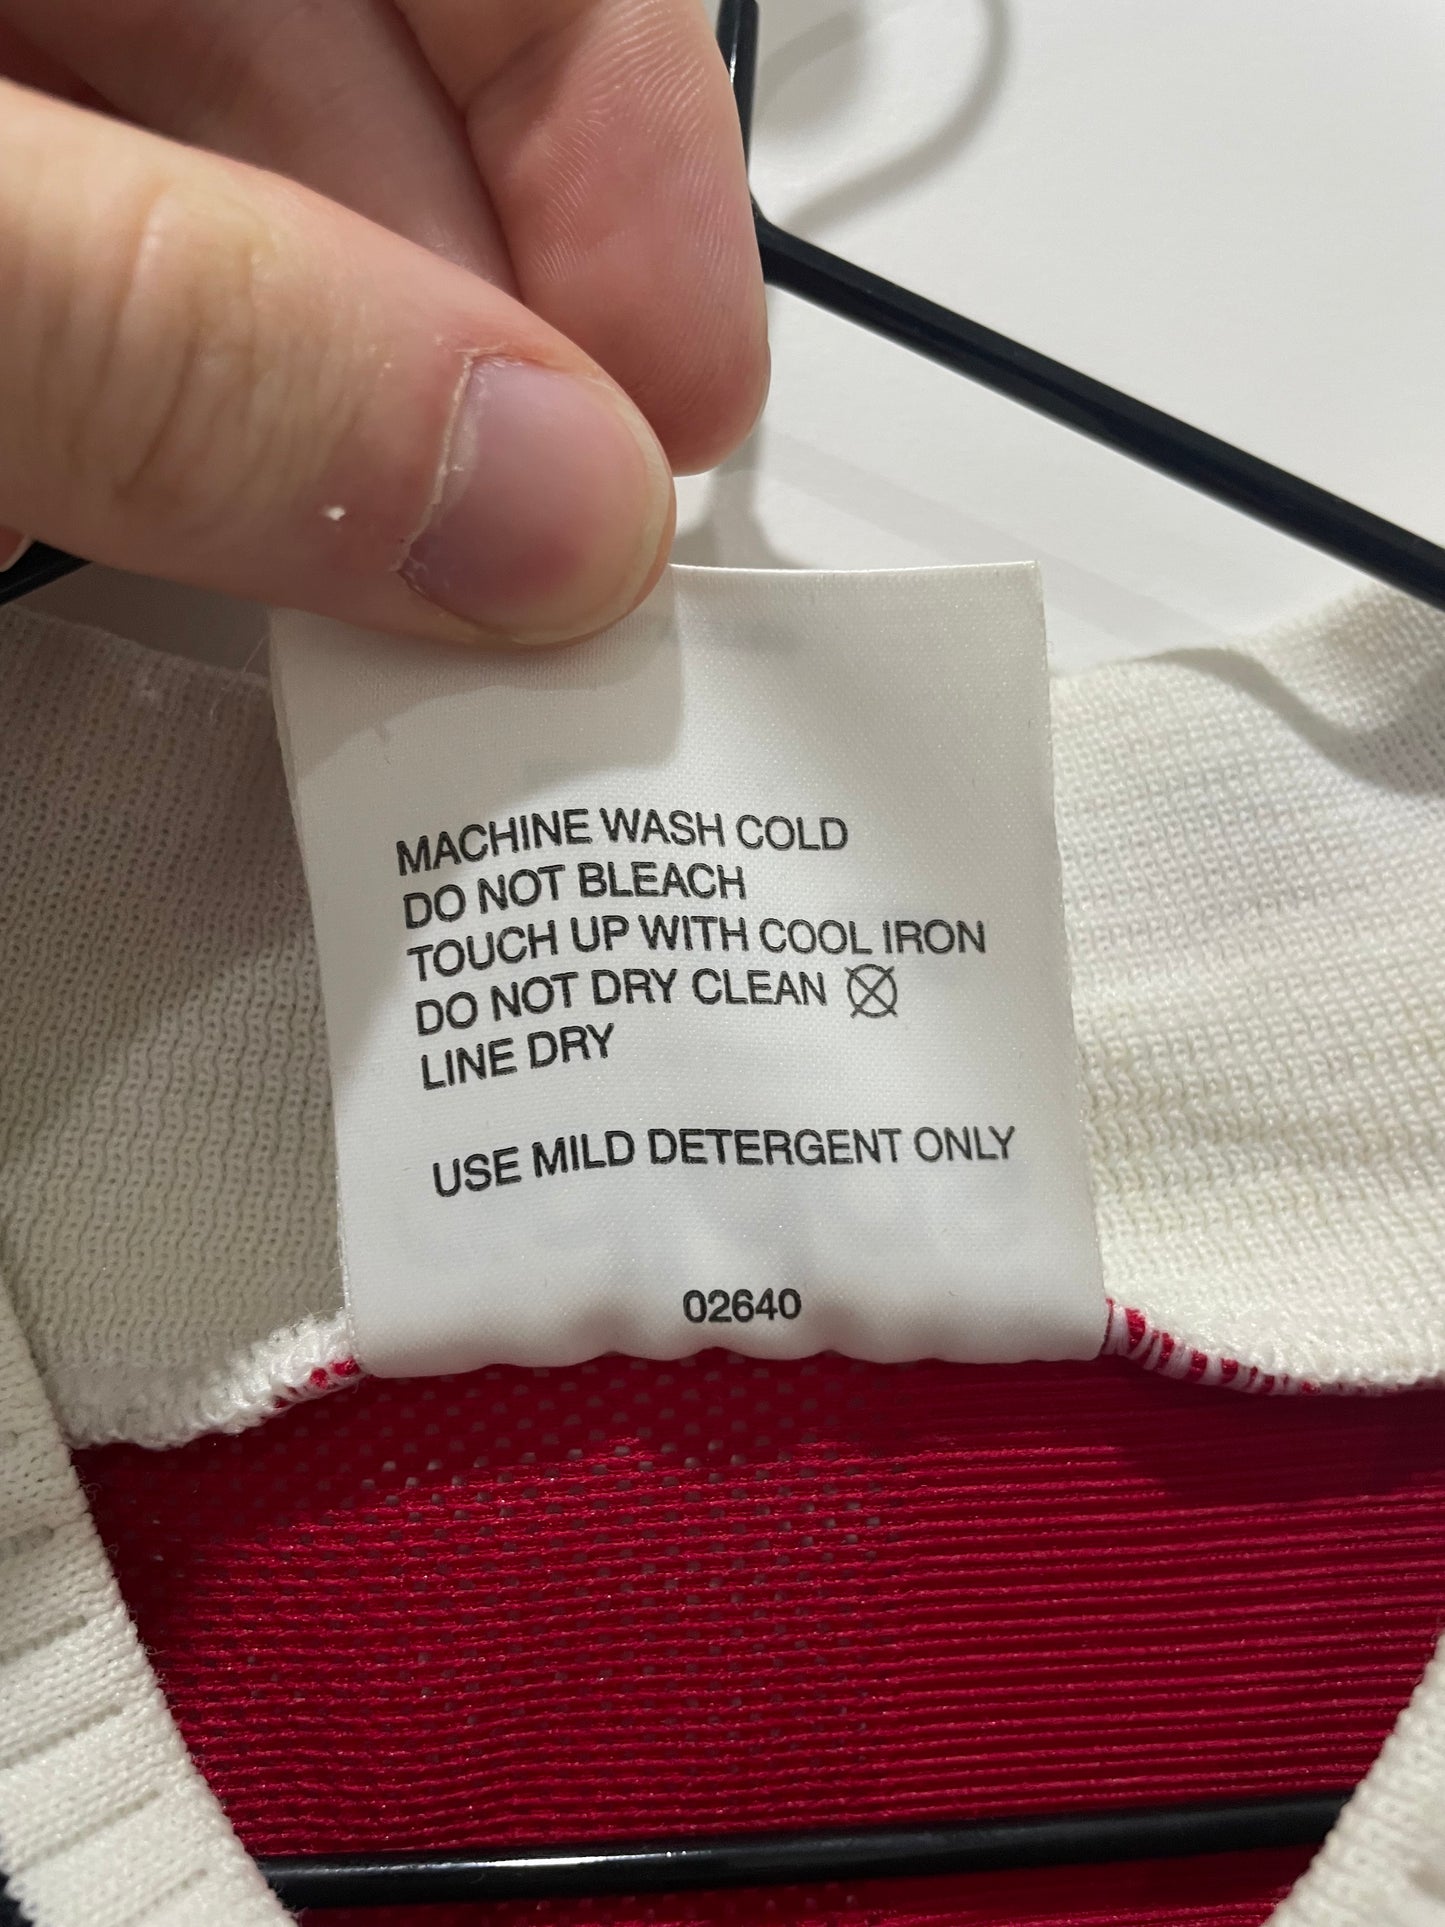 MACHINE WASH COLD
DO NOT BLEACH
TOUCH UP WITH COOL IRON
DO NOT DRY CLEAN
LINE DRY
USE MILD DETERGENT ONLY
02640